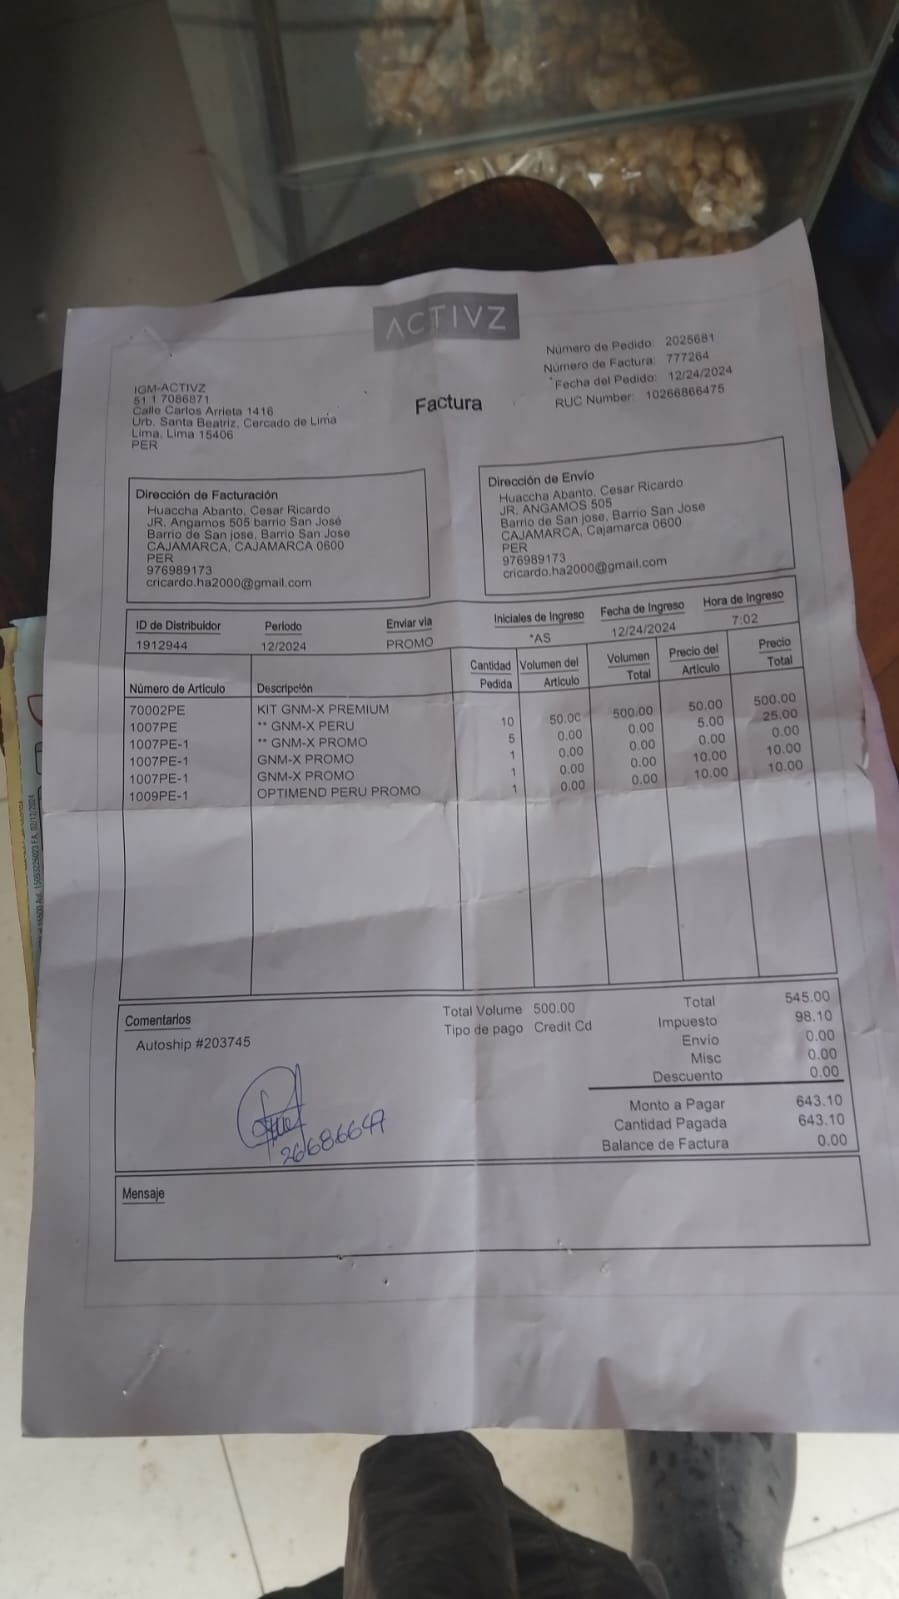 ACTIVZ
Número de Pedido: 2025681
Número de Factura: 777264
Fecha del Pedido: 12/24/2024
RUC Number: 10266866475
IGM-ACTIVZ
51 1 7086871
Calle Carlos Arrieta 1416
Urb. Santa Beatriz, Cercado de Lima
Lima, Lima 15406
PER
Factura
Dirección de Facturación
Huaccha Abanto, Cesar Ricardo
JR. Angamos 505 barrio San José
Barrio de San jose, Barrio San Jose
CAJAMARCA, CAJAMARCA 0600
PER
976989173
cricardo.ha2000@gmail.com
Dirección de Envío
Huaccha Abanto, Cesar Ricardo
JR. ANGAMOS 505
Barrio de San jose, Barrio San Jose
CAJAMARCA, Cajamarca 0600
PER
976989173
cricardo.ha2000@gmail.com
ID de Distribuidor Periodo Enviar via Iniciales de Ingreso Fecha de Ingreso Hora de Ingreso
1912944 12/2024 PROMO *AS 12/24/2024 7:02
Número de Articulo Descripción Cantidad Pedida Volumen del Artículo Volumen Total Precio del Artículo Precio Total
70002PE KIT GNM-X PREMIUM 10 50.00 500.00 50.00 500.00
1007PE ** GNM-X PERU 5 0.00 0.00 5.00 25.00
1007PE-1 ** GNM-X PROMO 1 0.00 0.00 0.00 0.00
1007PE-1 GNM-X PROMO 1 0.00 0.00 10.00 10.00
1007PE-1 GNM-X PROMO
1009PE-1 OPTIMEND PERU PROMO 1 0.00 0.00 10.00 10.00
Comentarios
Autoship #203745
Total Volume 500.00
Tipo de pago Credit Cd
Total 545.00
Impuesto 98.10
Envío 0.00
Misc 0.00
Descuento 0.00
Monto a Pagar 643.10
Cantidad Pagada 643.10
Balance de Factura 0.00
26686647
Mensaje